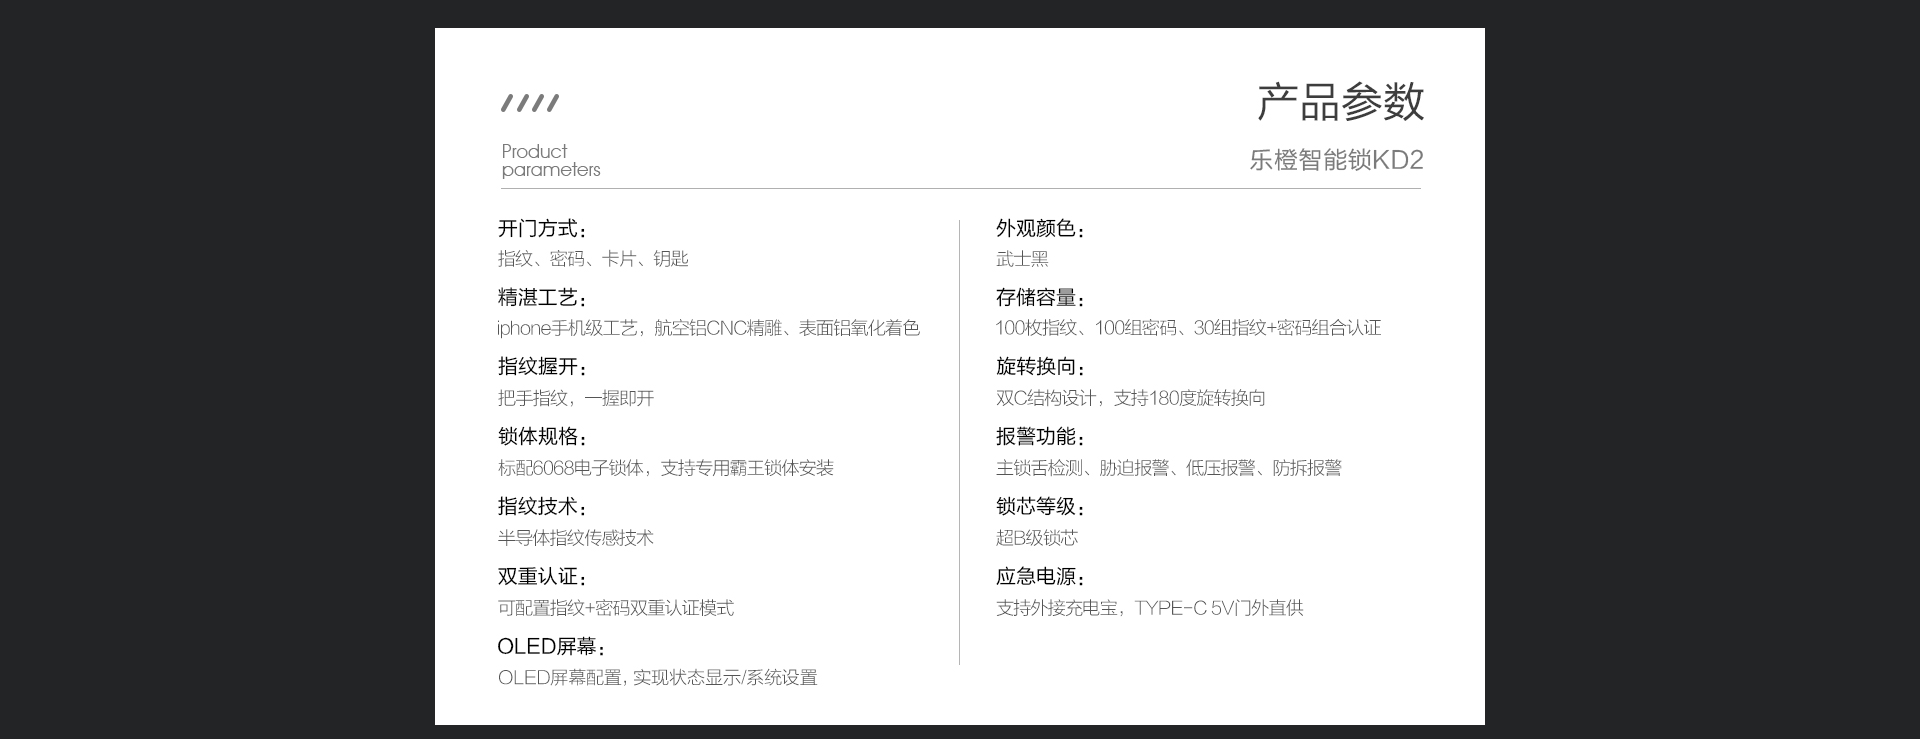 产品参数
Product
parameters
乐橙智能锁KD2
开门方式：
指纹、密码、卡片、钥匙
精湛工艺：
iphone手机级工艺，航空铝CNC精雕、表面铝氧化着色
指纹握开：
把手指纹，一握即开
锁体规格：
标配6068电子锁体，支持专用霸王锁体安装
指纹技术：
半导体指纹传感技术
双重认证：
可配置指纹+密码双重认证模式
OLED屏幕：
OLED屏幕配置，实现状态显示/系统设置
外观颜色：
武士黑
存储容量：
100枚指纹、100组密码、30组指纹+密码组合认证
旋转换向：
双C结构设计，支持180度旋转换向
报警功能：
主锁舌检测、胁迫报警、低压报警、防拆报警
锁芯等级：
超B级锁芯
应急电源：
支持外接充电宝，TYPE-C 5V门外直供